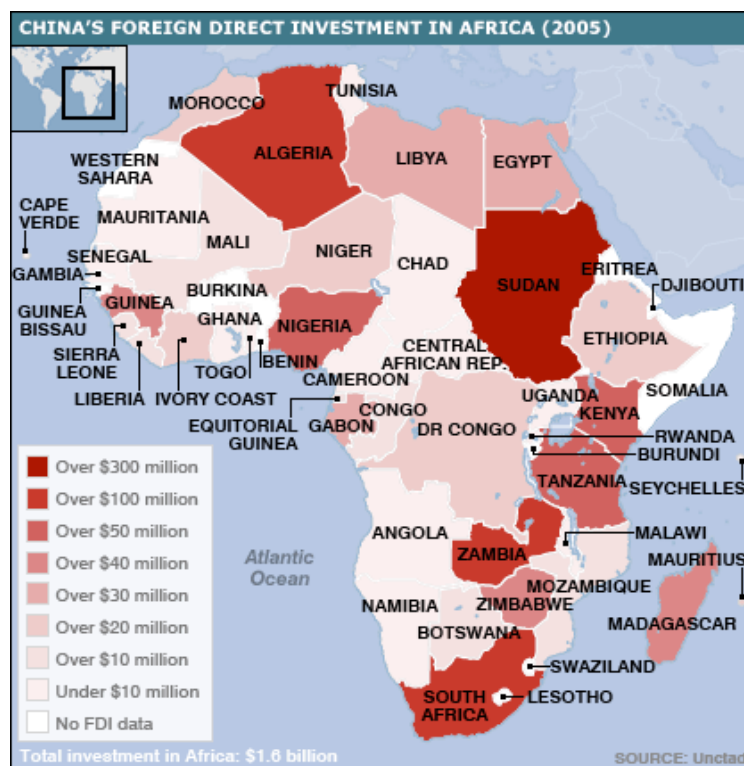 CHINA'S FOREIGN DIRECT INVESTMENT IN AFRICA (2005)
TUNISIA
MOROCCO
ALGERIA
LIBYA
EGYPT
WESTERN
SAHARA
CAPE
VERDE
MAURITANIA
MALI
NIGER
CHAD
SUDAN
ERITREA
DJIBOUTI
SENEGAL
GAMBIA
GUINEA
BISSAU
GUINEA
BURKINA
GHANA
NIGERIA
SIERRA
LEONE
LIBERIA
IVORY COAST
TOGO
BENIN
CENTRAL
AFRICAN REP.
CAMEROON
ETHIOPIA
SOMALIA
UGANDA
KENYA
EQUITORIAL
GUINEA
GABON
CONGO
DR CONGO
RWANDA
BURUNDI
TANZANIA
SEYCHELLES
ANGOLA
ZAMBIA
MALAWI
MAURITIUS
MOZAMBIQUE
ZIMBABWE
MADAGASCAR
NAMIBIA
BOTSWANA
SWAZILAND
LESOTHO
SOUTH
AFRICA
Atlantic
Ocean
Over $300 million
Over $100 million
Over $50 million
Over $40 million
Over $30 million
Over $20 million
Over $10 million
Under $10 million
No FDI data
Total investment in Africa: $1.6 billion
SOURCE: Unctad